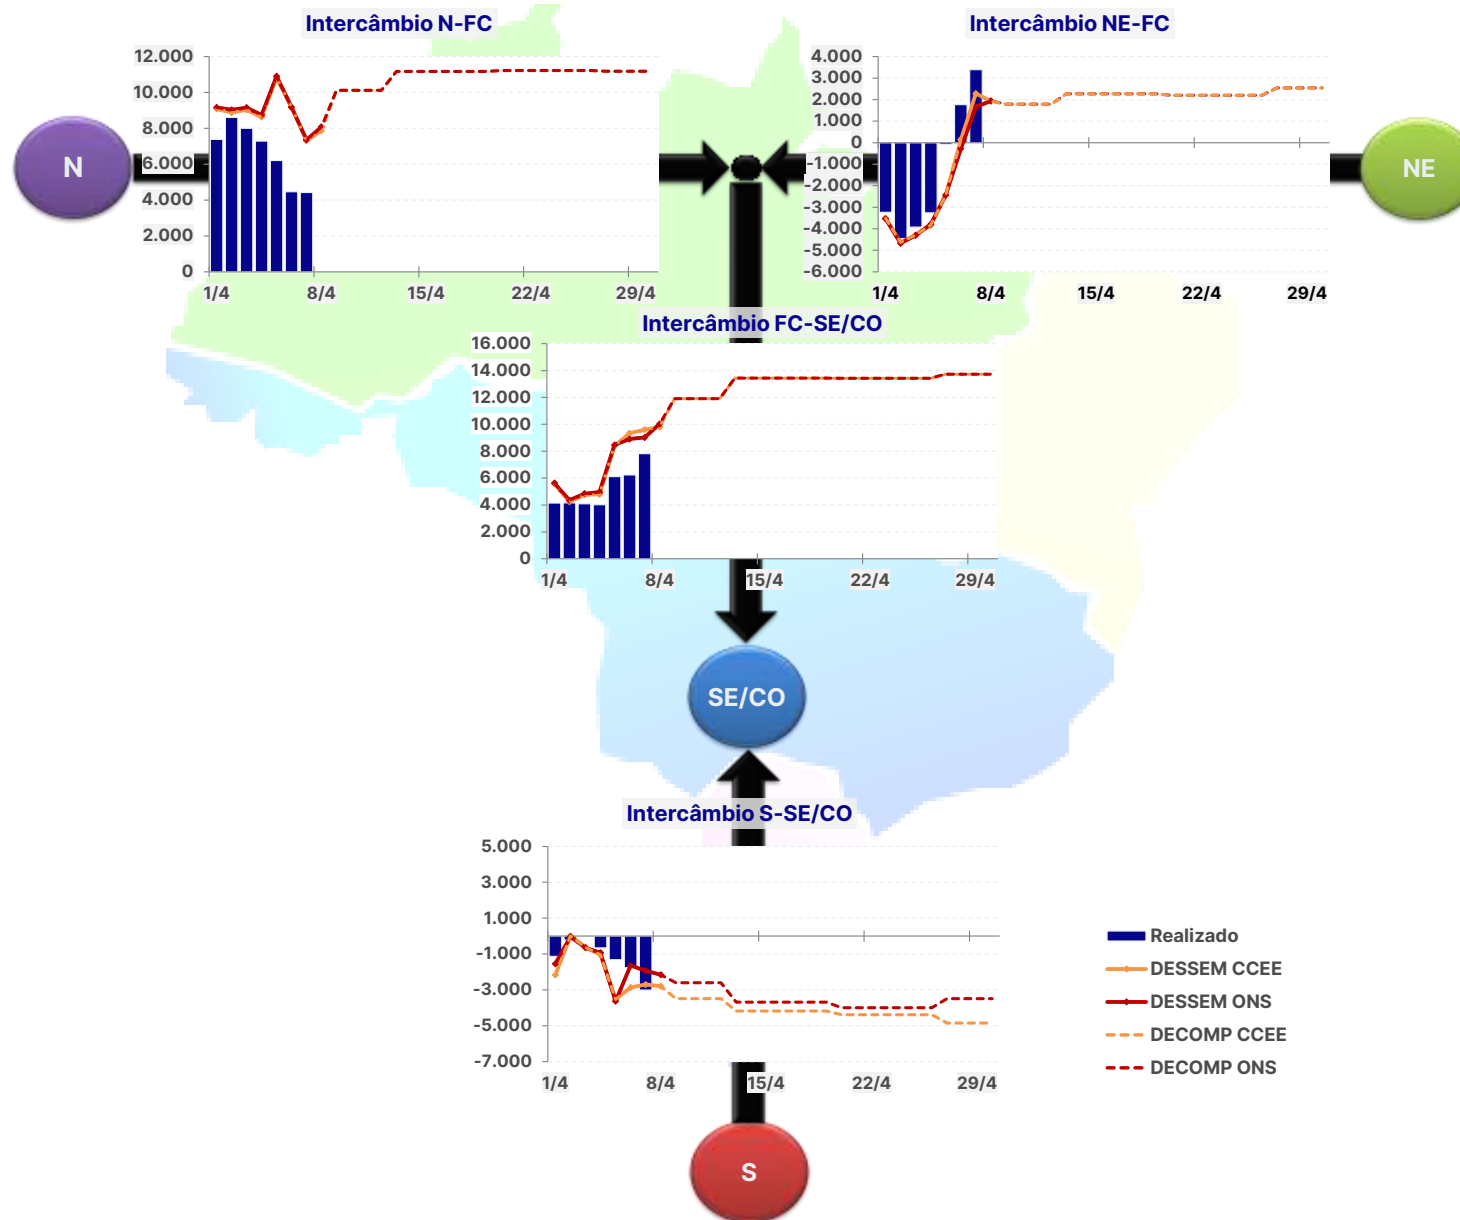 Intercâmbio N-FC
12.000
10.000
8.000
6.000
4.000
2.000
0
1/4 8/4 15/4 22/4 29/4
Intercâmbio NE-FC
4.000
3.000
2.000
1.000
0
-1.000
-2.000
-3.000
-4.000
-5.000
-6.000
1/4 8/4 15/4 22/4 29/4
N
NE
Intercâmbio FC-SE/CO
16.000
14.000
12.000
10.000
8.000
6.000
4.000
2.000
0
1/4 8/4 15/4 22/4 29/4
SE/CO
Intercâmbio S-SE/CO
5.000
3.000
1.000
-1.000
-3.000
-5.000
-7.000
1/4 8/4 15/4 22/4 29/4
Realizado
DESSEM CCEE
DESSEM ONS
DECOMP CCEE
DECOMP ONS
S